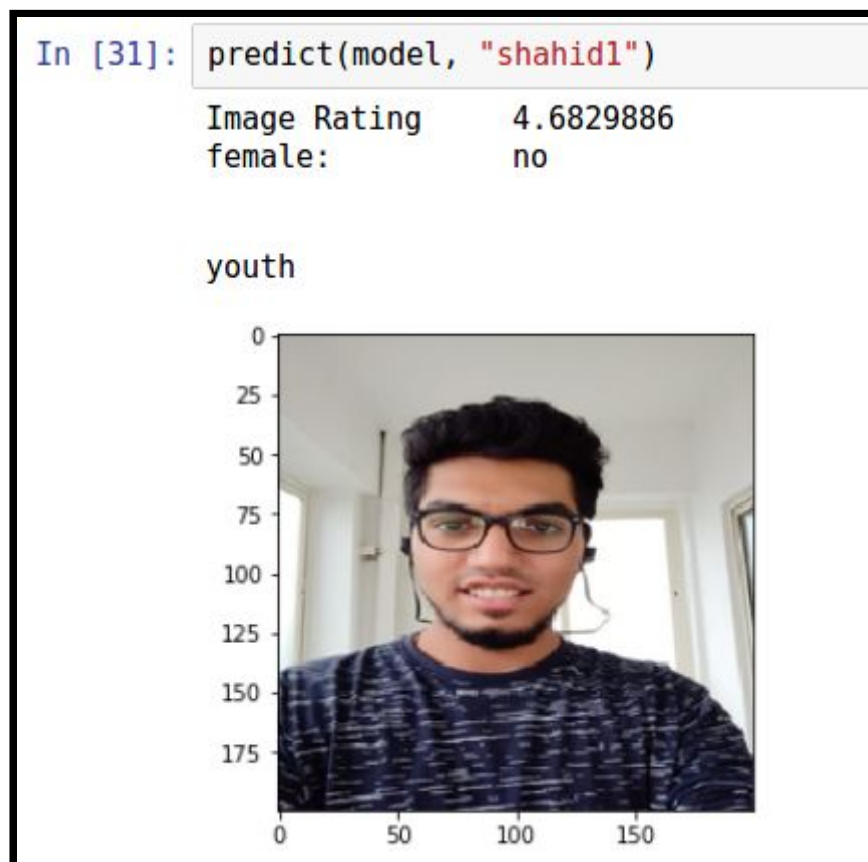 In [31]: predict(model, "shahid1")
Image Rating 4.6829886
female: no
youth
0
25
50
75
100
125
150
175
0 50 100 150